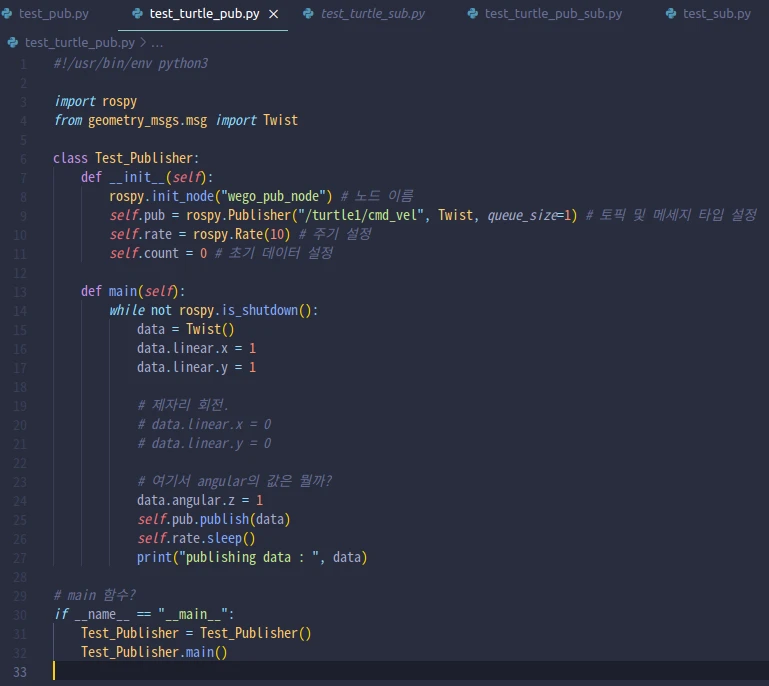 test_pub.py test_turtle_pub.py × test_turtle_sub.py test_turtle_pub_sub.py test_sub.py
test_turtle_pub.py > ...
1 #!/usr/bin/env python3
2
3 import rospy
4 from geometry_msgs.msg import Twist
5
6 class Test_Publisher:
7     def __init__(self):
8         rospy.init_node("wego_pub_node") # 노드 이름
9         self.pub = rospy.Publisher("/turtle1/cmd_vel", Twist, queue_size=1) # 토픽 및 메세지 타입 설정
10         self.rate = rospy.Rate(10) # 주기 설정
11         self.count = 0 # 초기 데이터 설정
12
13     def main(self):
14         while not rospy.is_shutdown():
15             data = Twist()
16             data.linear.x = 1
17             data.linear.y = 1
18
19             # 제자리 회전.
20             # data.linear.x = 0
21             # data.linear.y = 0
22
23             # 여기서 angular의 값은 뭘까?
24             data.angular.z = 1
25             self.pub.publish(data)
26             self.rate.sleep()
27             print("publishing data : ", data)
28
29 # main 함수?
30 if __name__ == "__main__":
31     Test_Publisher = Test_Publisher()
32     Test_Publisher.main()
33